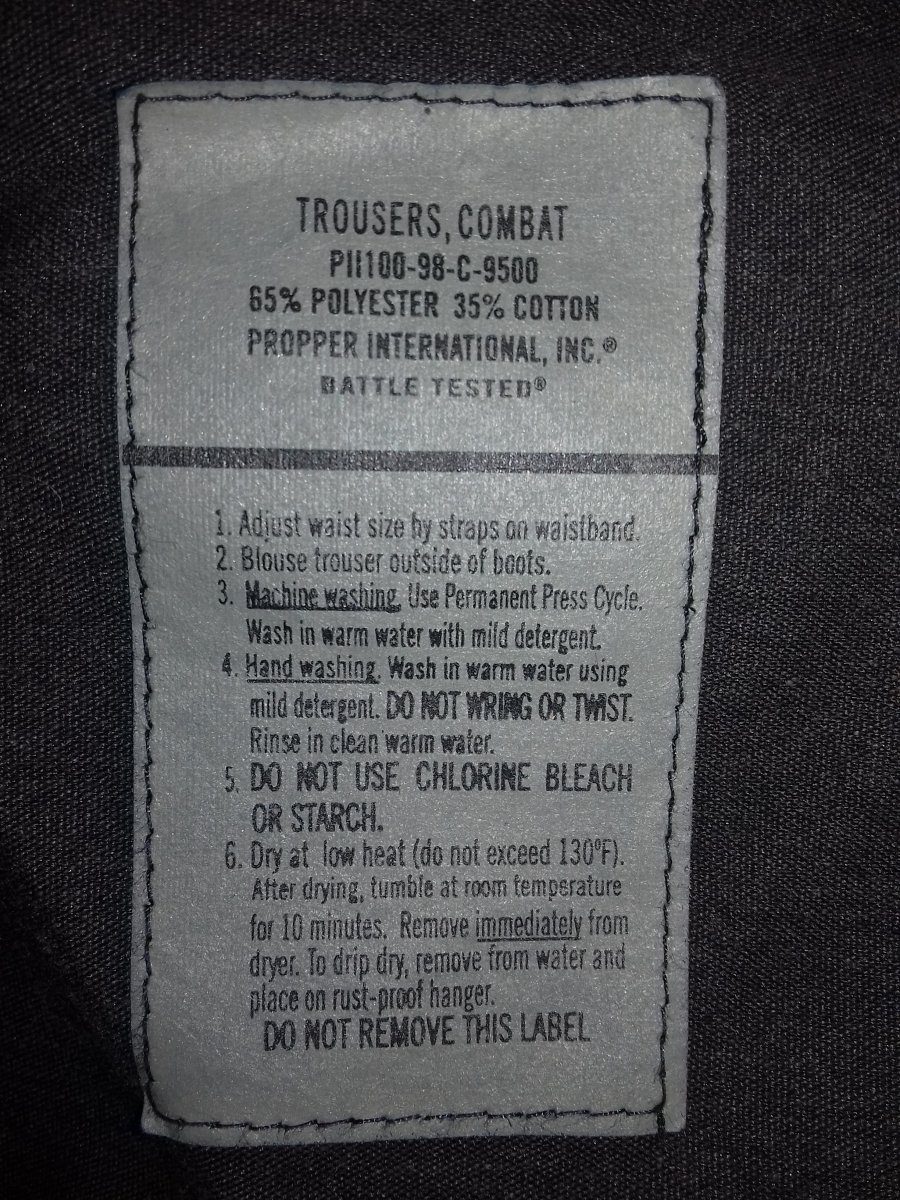 TROUSERS, COMBAT
PII100-98-C-9500
65% POLYESTER 35% COTTON
PROPPER INTERNATIONAL, INC.®
BATTLE TESTED®
1. Adjust waist size by straps on waistband.
2. Blouse trouser outside of boots.
3. Machine washing. Use Permanent Press Cycle.
Wash in warm water with mild detergent.
4. Hand washing. Wash in warm water using
mild detergent. DO NOT WRING OR TWIST.
Rinse in clean warm water.
5. DO NOT USE CHLORINE BLEACH
OR STARCH.
6. Dry at low heat (do not exceed 130°F).
After drying, tumble at room temperature
for 10 minutes. Remove immediately from
dryer. To drip dry, remove from water and
place on rust-proof hanger.
DO NOT REMOVE THIS LABEL